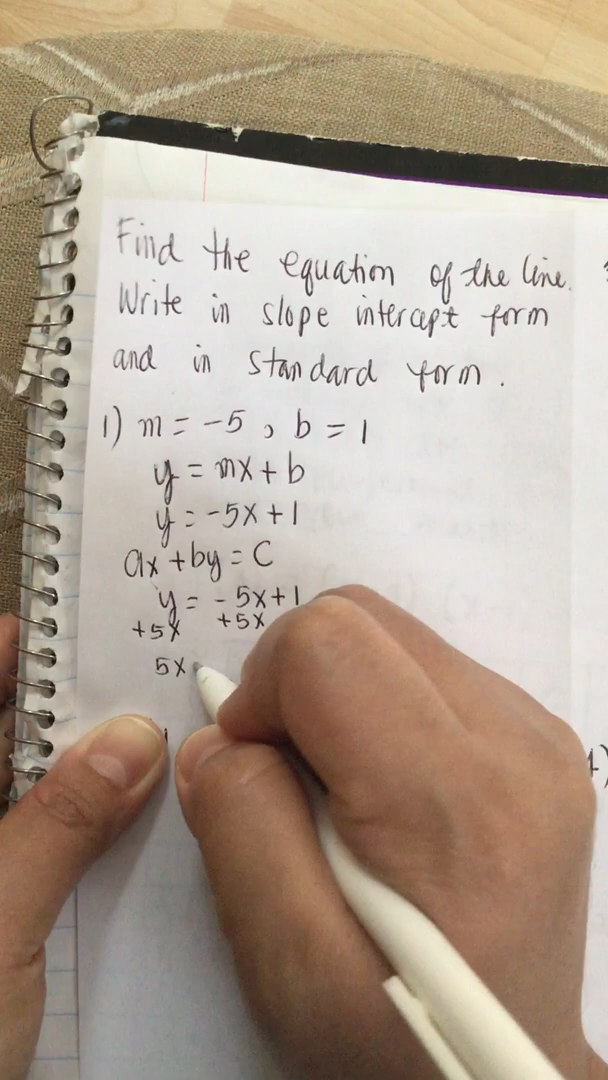 Find the equation of the line.
Write in slope intercept form
and in standard form.
1) m = -5, b = 1
y = mx + b
y = -5x + 1
ax + by = C
y = -5x + 1
+5x +5x
5x